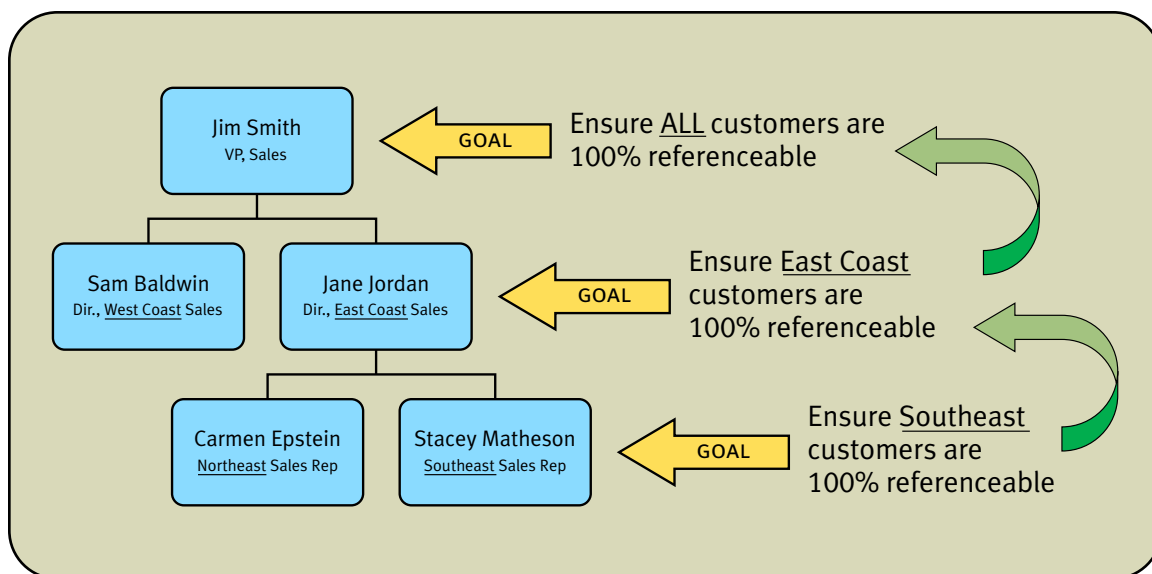 Jim Smith
VP, Sales
GOAL
Ensure ALL customers are
100% referenceable
Sam Baldwin
Dir., West Coast Sales
Jane Jordan
Dir., East Coast Sales
GOAL
Ensure East Coast
customers are
100% referenceable
Carmen Epstein
Northeast Sales Rep
Stacey Matheson
Southeast Sales Rep
GOAL
Ensure Southeast
customers are
100% referenceable